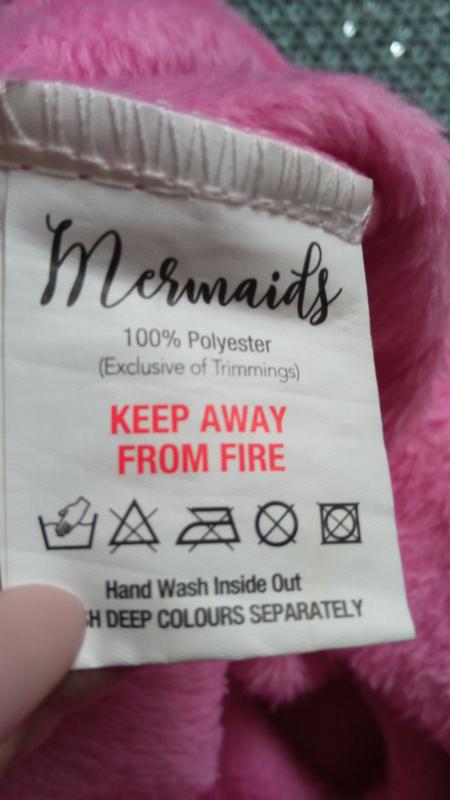 Mermaids
100% Polyester
(Exclusive of Trimmings)
KEEP AWAY
FROM FIRE
Hand Wash Inside Out
DEEP COLOURS SEPARATELY